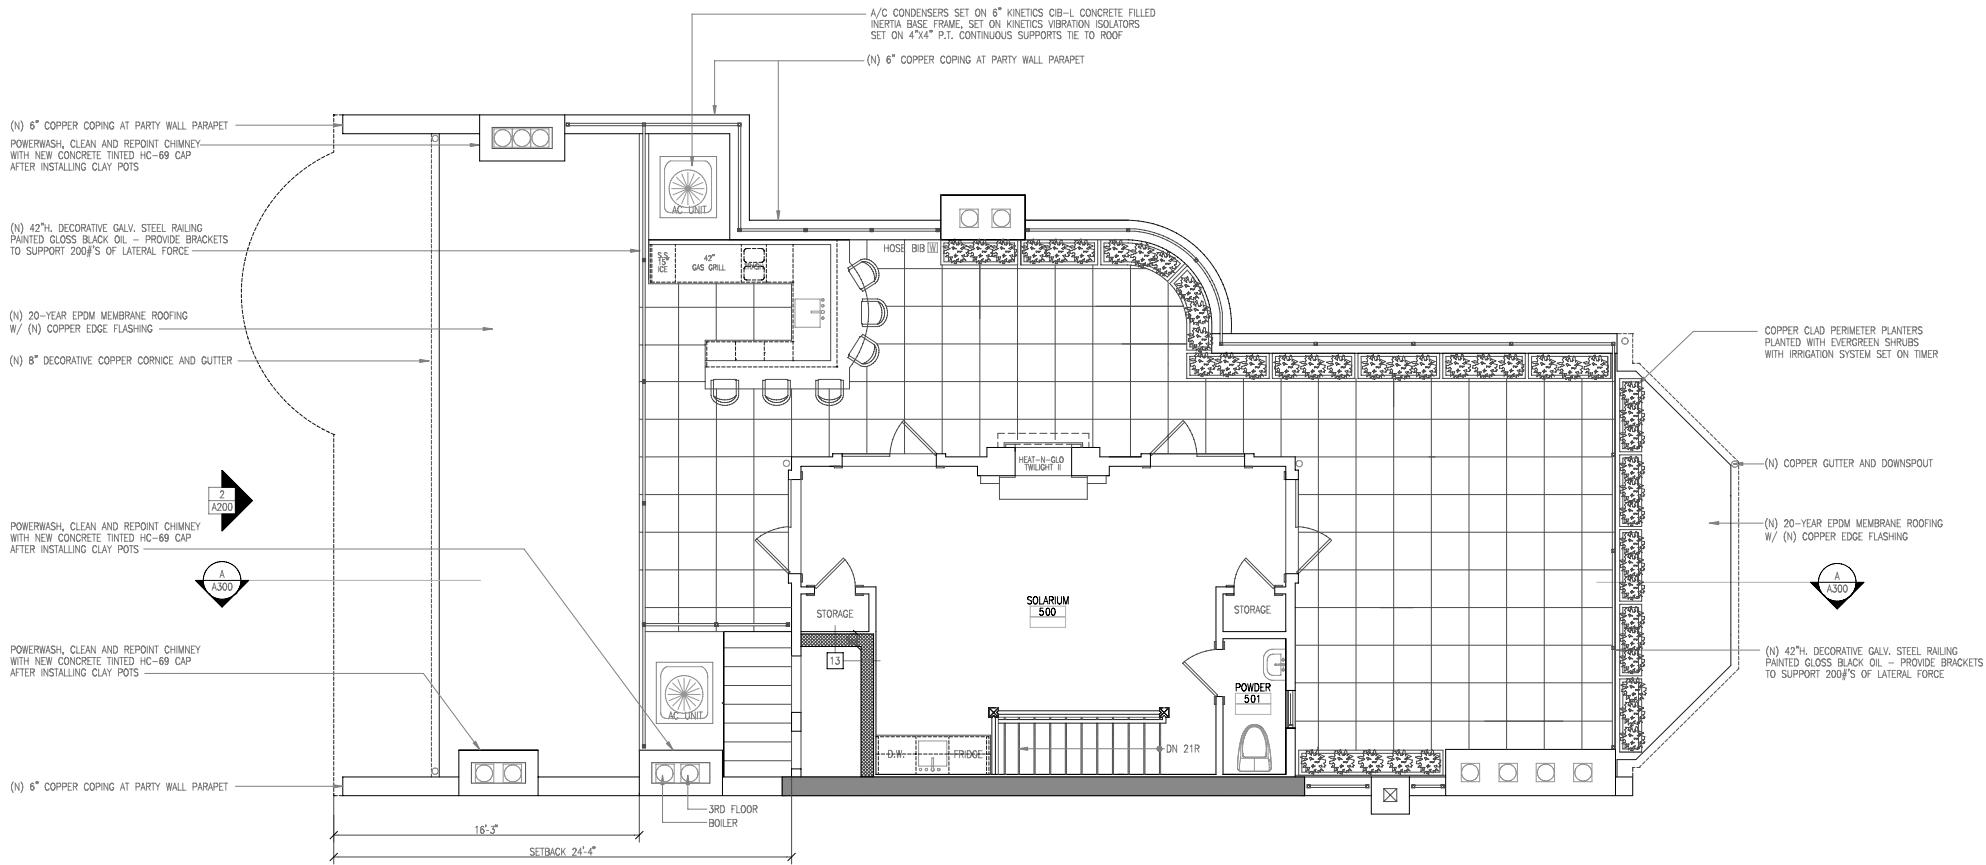 A/C CONDENSERS SET ON 6" KINETICS CIB-L CONCRETE FILLED
INERTIA BASE FRAME, SET ON KINETICS VIBRATION ISOLATORS
SET ON 4"X4" P.T. CONTINUOUS SUPPORTS TIE TO ROOF
(N) 6" COPPER COPING AT PARTY WALL PARAPET
(N) 6" COPPER COPING AT PARTY WALL PARAPET
POWERWASH, CLEAN AND REPOINT CHIMNEY
WITH NEW CONCRETE TINTED HC-69 CAP
AFTER INSTALLING CLAY POTS
(N) 42"H. DECORATIVE GALV. STEEL RAILING
PAINTED GLOSS BLACK OIL - PROVIDE BRACKETS
TO SUPPORT 200#'S OF LATERAL FORCE
(N) 20-YEAR EPDM MEMBRANE ROOFING
W/ (N) COPPER EDGE FLASHING
(N) 8" DECORATIVE COPPER CORNICE AND GUTTER
2
A200
POWERWASH, CLEAN AND REPOINT CHIMNEY
WITH NEW CONCRETE TINTED HC-69 CAP
AFTER INSTALLING CLAY POTS
A
A300
POWERWASH, CLEAN AND REPOINT CHIMNEY
WITH NEW CONCRETE TINTED HC-69 CAP
AFTER INSTALLING CLAY POTS
(N) 6" COPPER COPING AT PARTY WALL PARAPET
AC UNIT
HOSE BIB W
ICE
42"
GAS GRILL
HEAT-N-GLO
TWILIGHT II
STORAGE
13
SOLARIUM
500
STORAGE
POWDER
501
AC UNIT
D.W.
FRIDGE
DN 21R
3RD FLOOR
BOILER
16'-3"
SETBACK 24'-4"
COPPER CLAD PERIMETER PLANTERS
PLANTED WITH EVERGREEN SHRUBS
WITH IRRIGATION SYSTEM SET ON TIMER
(N) COPPER GUTTER AND DOWNSPOUT
(N) 20-YEAR EPDM MEMBRANE ROOFING
W/ (N) COPPER EDGE FLASHING
A
A300
(N) 42"H. DECORATIVE GALV. STEEL RAILING
PAINTED GLOSS BLACK OIL - PROVIDE BRACKETS
TO SUPPORT 200#'S OF LATERAL FORCE